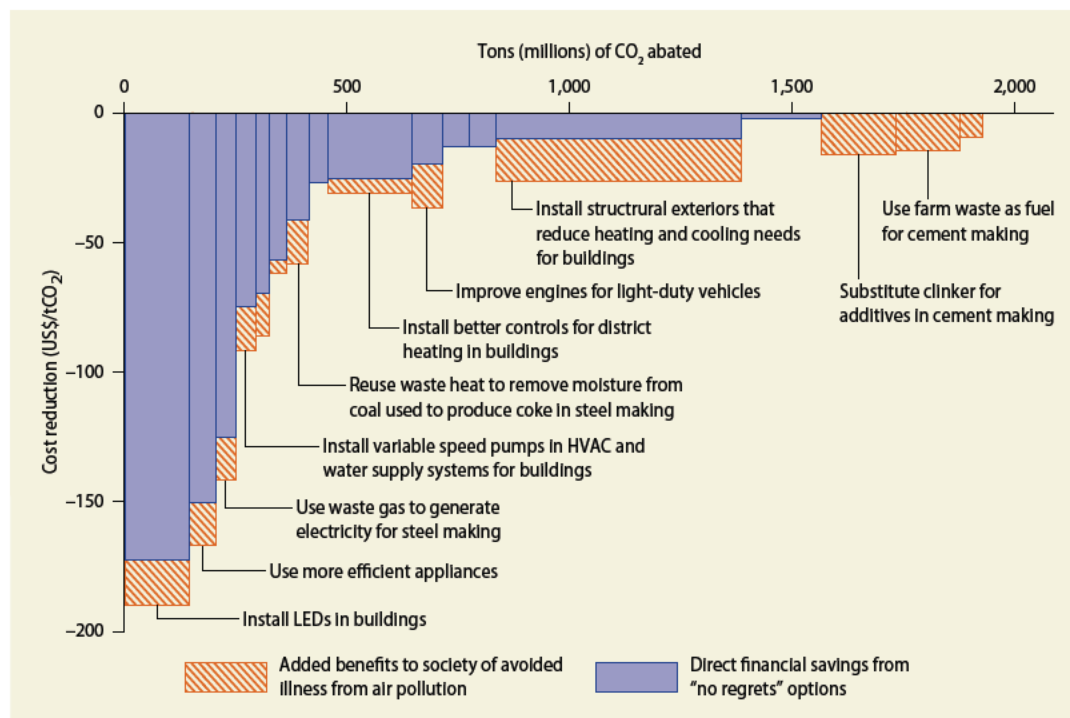 Tons (millions) of CO2 abated
0 500 1,000 1,500 2,000
Cost reduction (US$/tCO2)
0
–50
–100
–150
–200
Install structrural exteriors that
reduce heating and cooling needs
for buildings
Use farm waste as fuel
for cement making
Substitute clinker for
additives in cement making
Improve engines for light-duty vehicles
Install better controls for district
heating in buildings
Reuse waste heat to remove moisture from
coal used to produce coke in steel making
Install variable speed pumps in HVAC and
water supply systems for buildings
Use waste gas to generate
electricity for steel making
Use more efficient appliances
Install LEDs in buildings
Added benefits to society of avoided
illness from air pollution
Direct financial savings from
“no regrets” options